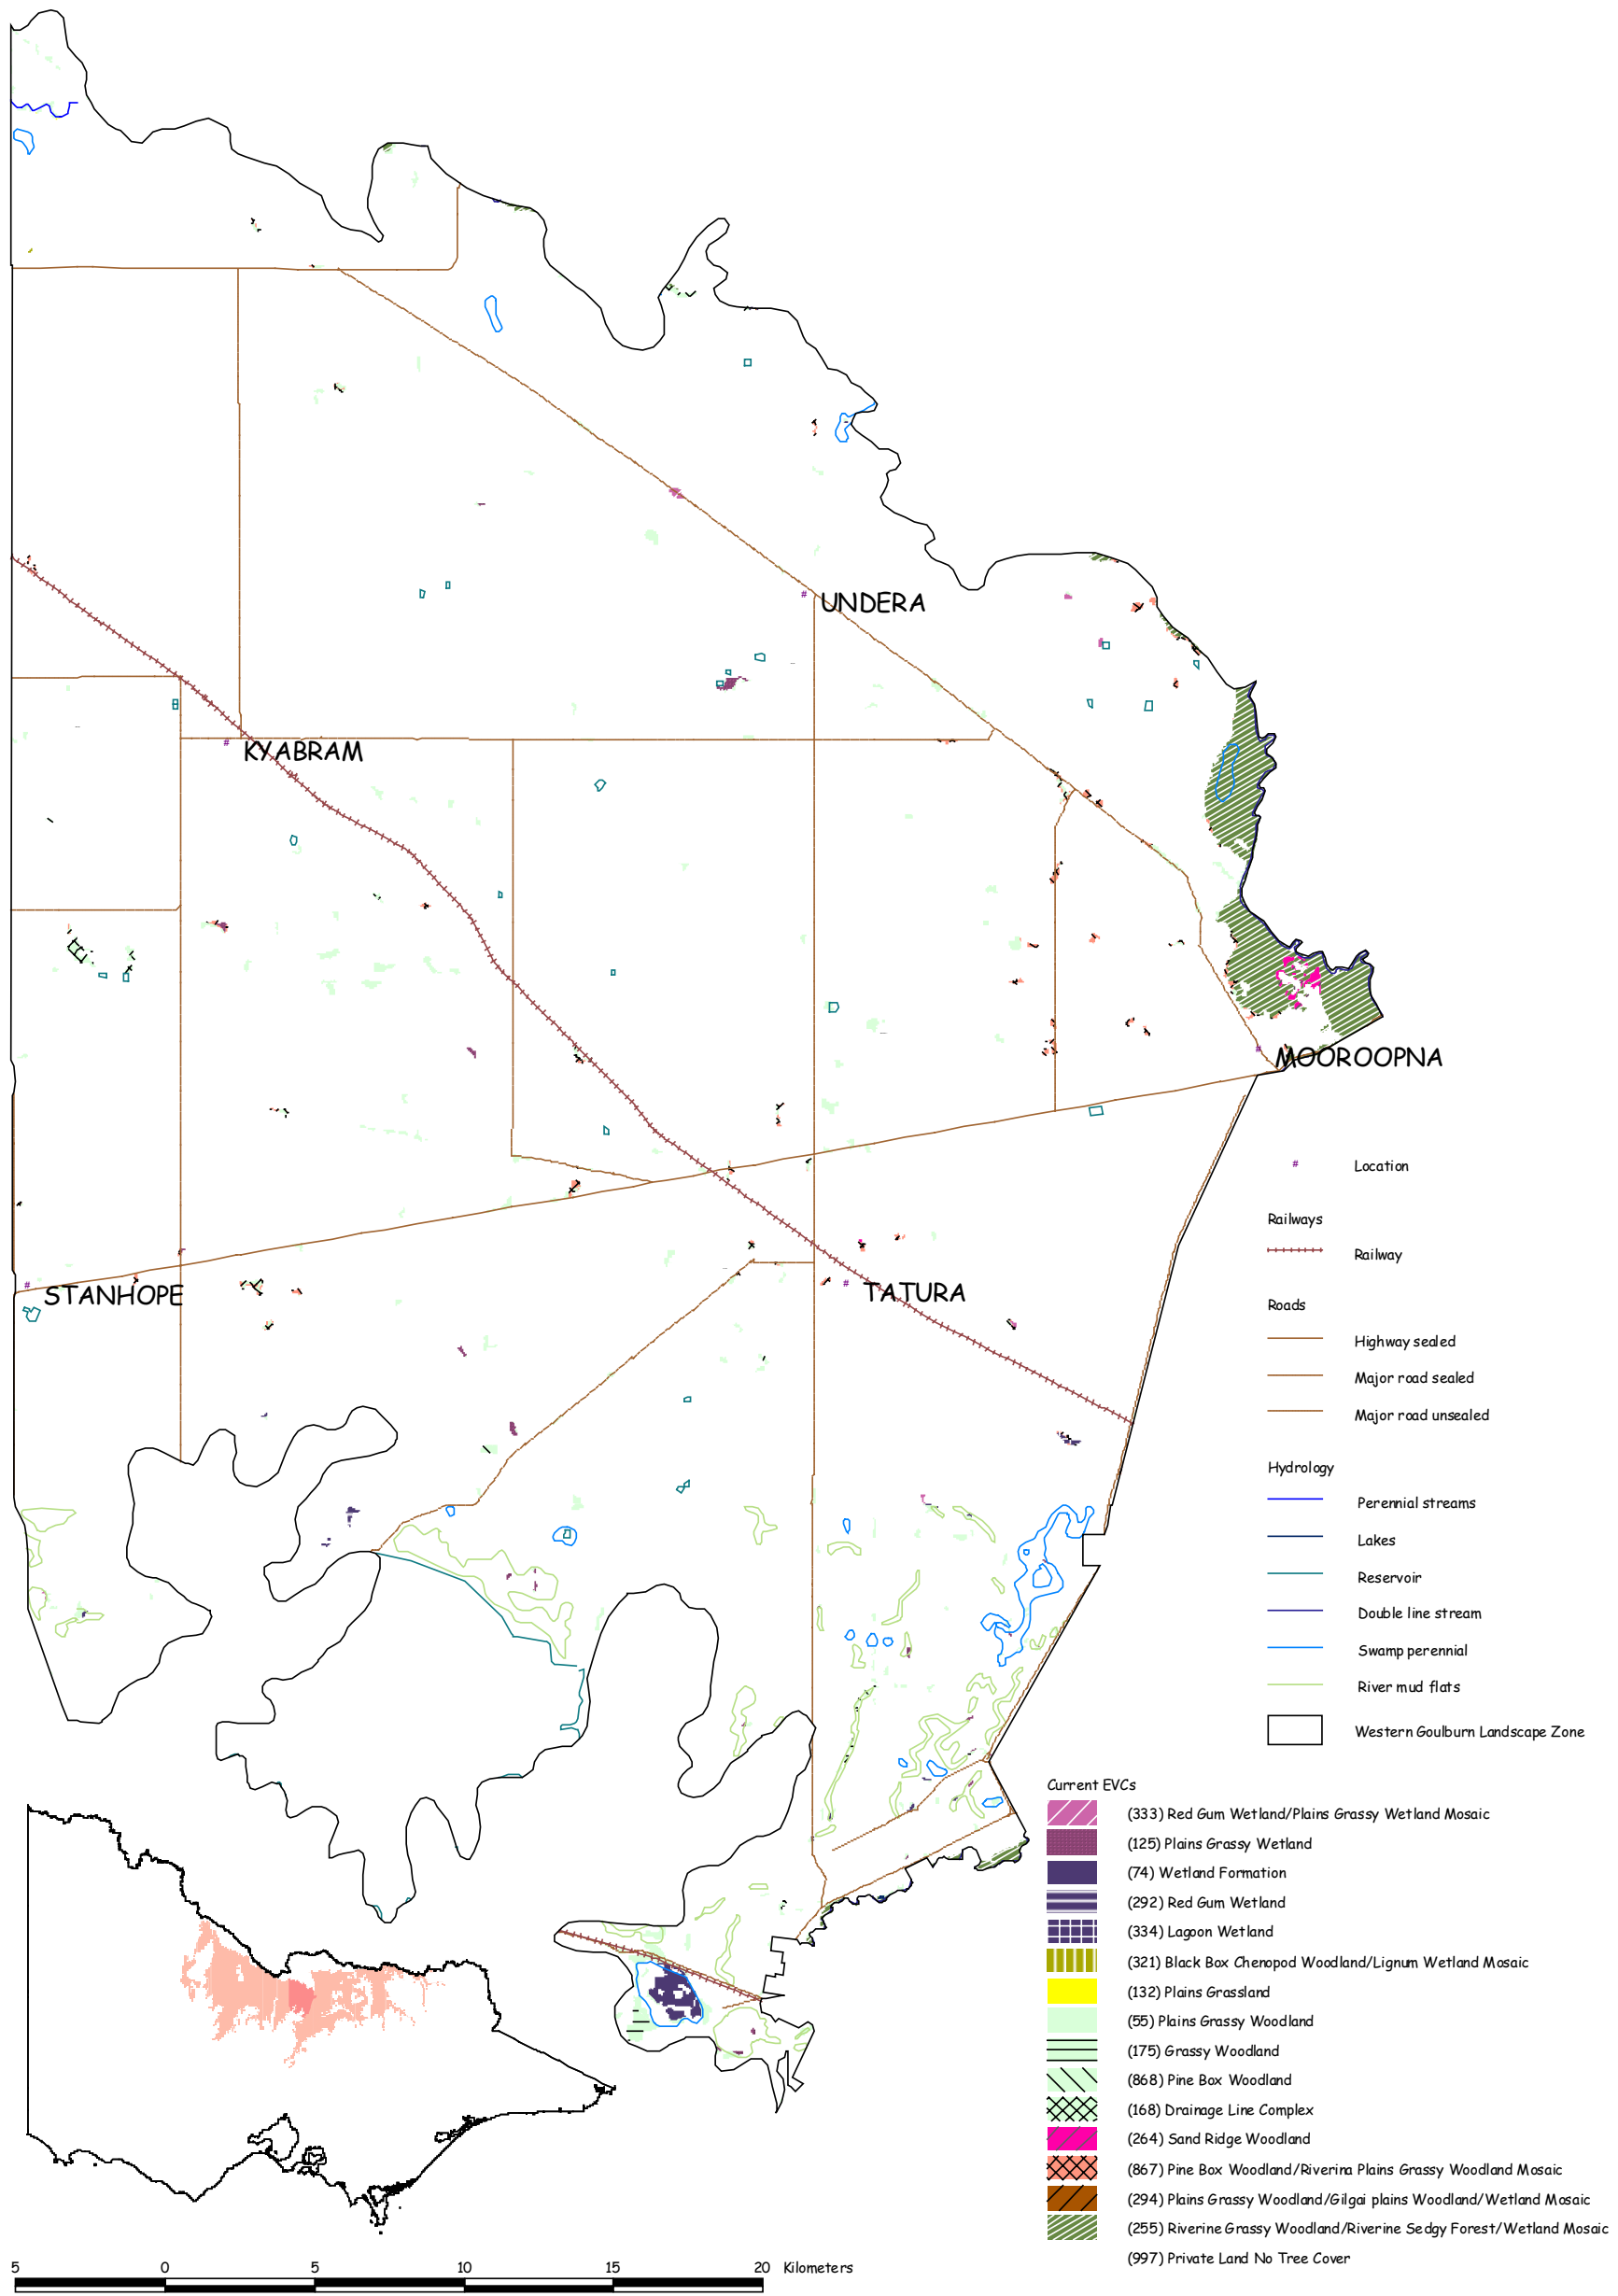 UNDERA
KYABRAM
MOOROOPNA
STANHOPE
TATURA
# Location
Railways
Railway
Roads
Highway sealed
Major road sealed
Major road unsealed
Hydrology
Perennial streams
Lakes
Reservoir
Double line stream
Swamp perennial
River mud flats
Western Goulburn Landscape Zone
Current EVCs
(333) Red Gum Wetland/Plains Grassy Wetland Mosaic
(125) Plains Grassy Wetland
(74) Wetland Formation
(292) Red Gum Wetland
(334) Lagoon Wetland
(321) Black Box Chenopod Woodland/Lignum Wetland Mosaic
(132) Plains Grassland
(55) Plains Grassy Woodland
(175) Grassy Woodland
(868) Pine Box Woodland
(168) Drainage Line Complex
(264) Sand Ridge Woodland
(867) Pine Box Woodland/Riverina Plains Grassy Woodland Mosaic
(294) Plains Grassy Woodland/Gilgai plains Woodland/Wetland Mosaic
(255) Riverine Grassy Woodland/Riverine Sedgy Forest/Wetland Mosaic
(997) Private Land No Tree Cover
5 0 5 10 15 20 Kilometers